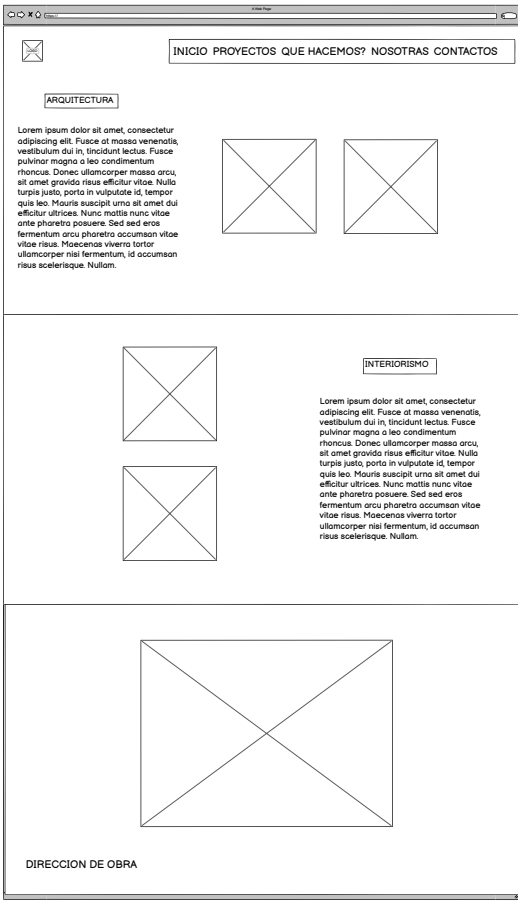 A Web Page
https://
INICIO PROYECTOS QUE HACEMOS? NOSOTRAS CONTACTOS
ARQUITECTURA
Lorem ipsum dolor sit amet, consectetur
adipiscing elit. Fusce at massa venenatis,
vestibulum dui in, tincidunt lectus. Fusce
pulvinar magna a leo condimentum
rhoncus. Donec ullamcorper massa arcu,
sit amet gravida risus efficitur vitae. Nulla
turpis justo, porta in vulputate id, tempor
quis leo. Mauris suscipit urna sit amet dui
efficitur ultrices. Nunc mattis nunc vitae
ante pharetra posuere. Sed sed eros
fermentum arcu pharetra accumsan vitae
vitae risus. Maecenas viverra tortor
ullamcorper nisi fermentum, id accumsan
risus scelerisque. Nullam.
INTERIORISMO
Lorem ipsum dolor sit amet, consectetur
adipiscing elit. Fusce at massa venenatis,
vestibulum dui in, tincidunt lectus. Fusce
pulvinar magna a leo condimentum
rhoncus. Donec ullamcorper massa arcu,
sit amet gravida risus efficitur vitae. Nulla
turpis justo, porta in vulputate id, tempor
quis leo. Mauris suscipit urna sit amet dui
efficitur ultrices. Nunc mattis nunc vitae
ante pharetra posuere. Sed sed eros
fermentum arcu pharetra accumsan vitae
vitae risus. Maecenas viverra tortor
ullamcorper nisi fermentum, id accumsan
risus scelerisque. Nullam.
DIRECCION DE OBRA